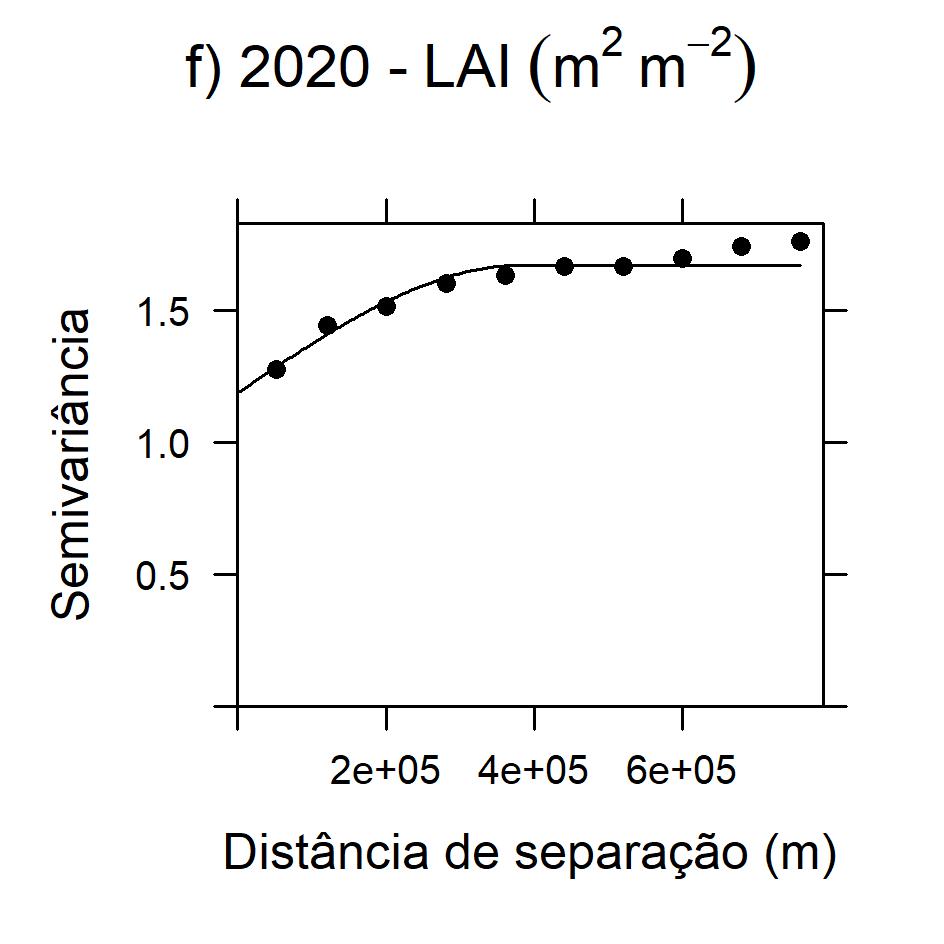 f) 2020 - LAI (m² m⁻²)
1.5
1.0
0.5
Semivariância
2e+05 4e+05 6e+05
Distância de separação (m)